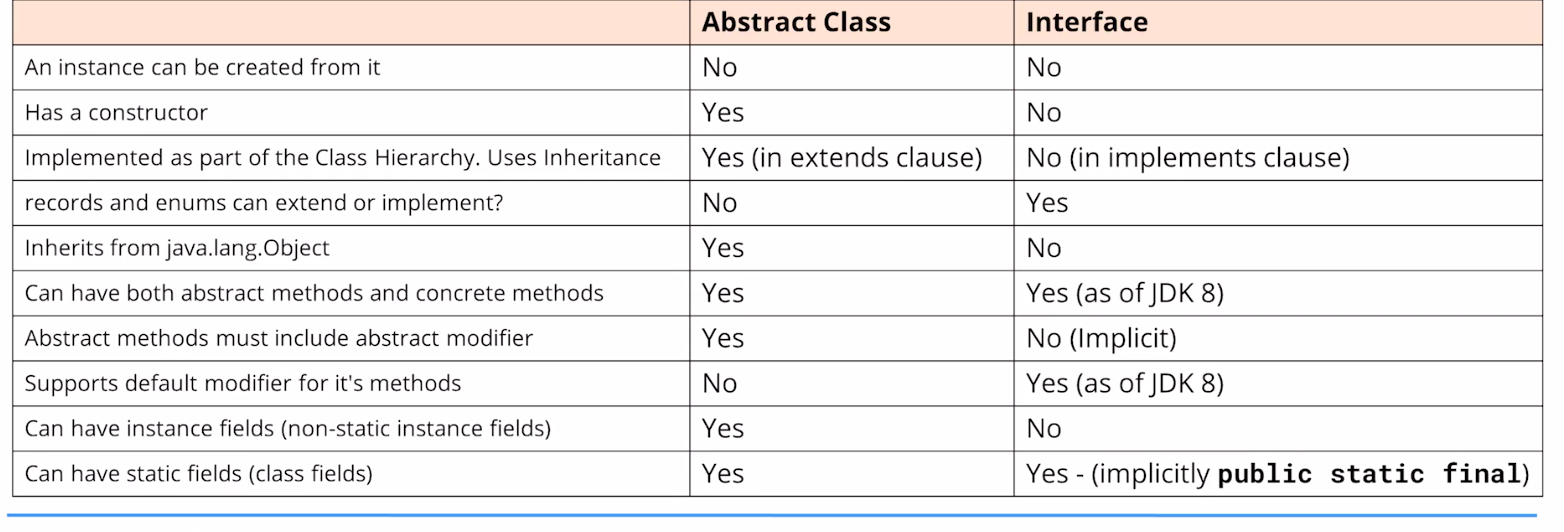 Abstract Class Interface
An instance can be created from it No No
Has a constructor Yes No
Implemented as part of the Class Hierarchy. Uses Inheritance Yes (in extends clause) No (in implements clause)
records and enums can extend or implement? No Yes
Inherits from java.lang.Object Yes No
Can have both abstract methods and concrete methods Yes Yes (as of JDK 8)
Abstract methods must include abstract modifier Yes No (Implicit)
Supports default modifier for it's methods No Yes (as of JDK 8)
Can have instance fields (non-static instance fields) Yes No
Can have static fields (class fields) Yes Yes - (implicitly public static final)